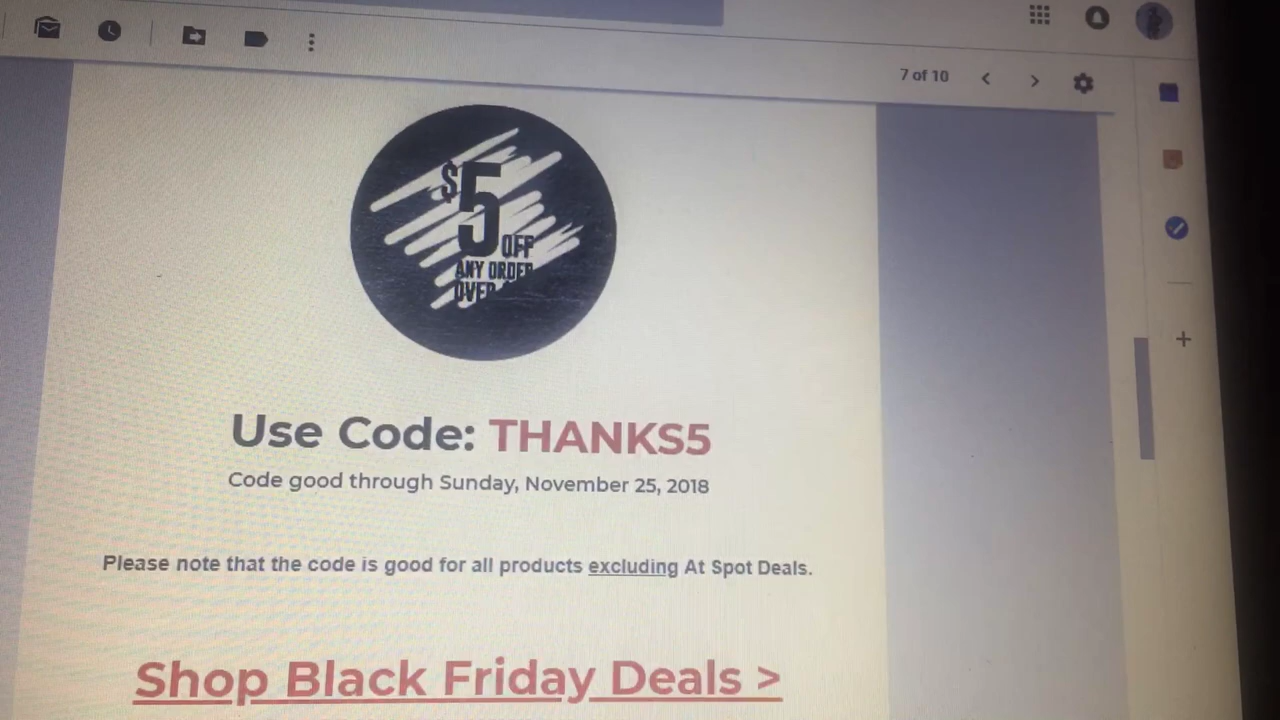 7 of 10
$5
OFF
ANY ORDER
OVER
Use Code: THANKS5
Code good through Sunday, November 25, 2018
Please note that the code is good for all products excluding At Spot Deals.
Shop Black Friday Deals >